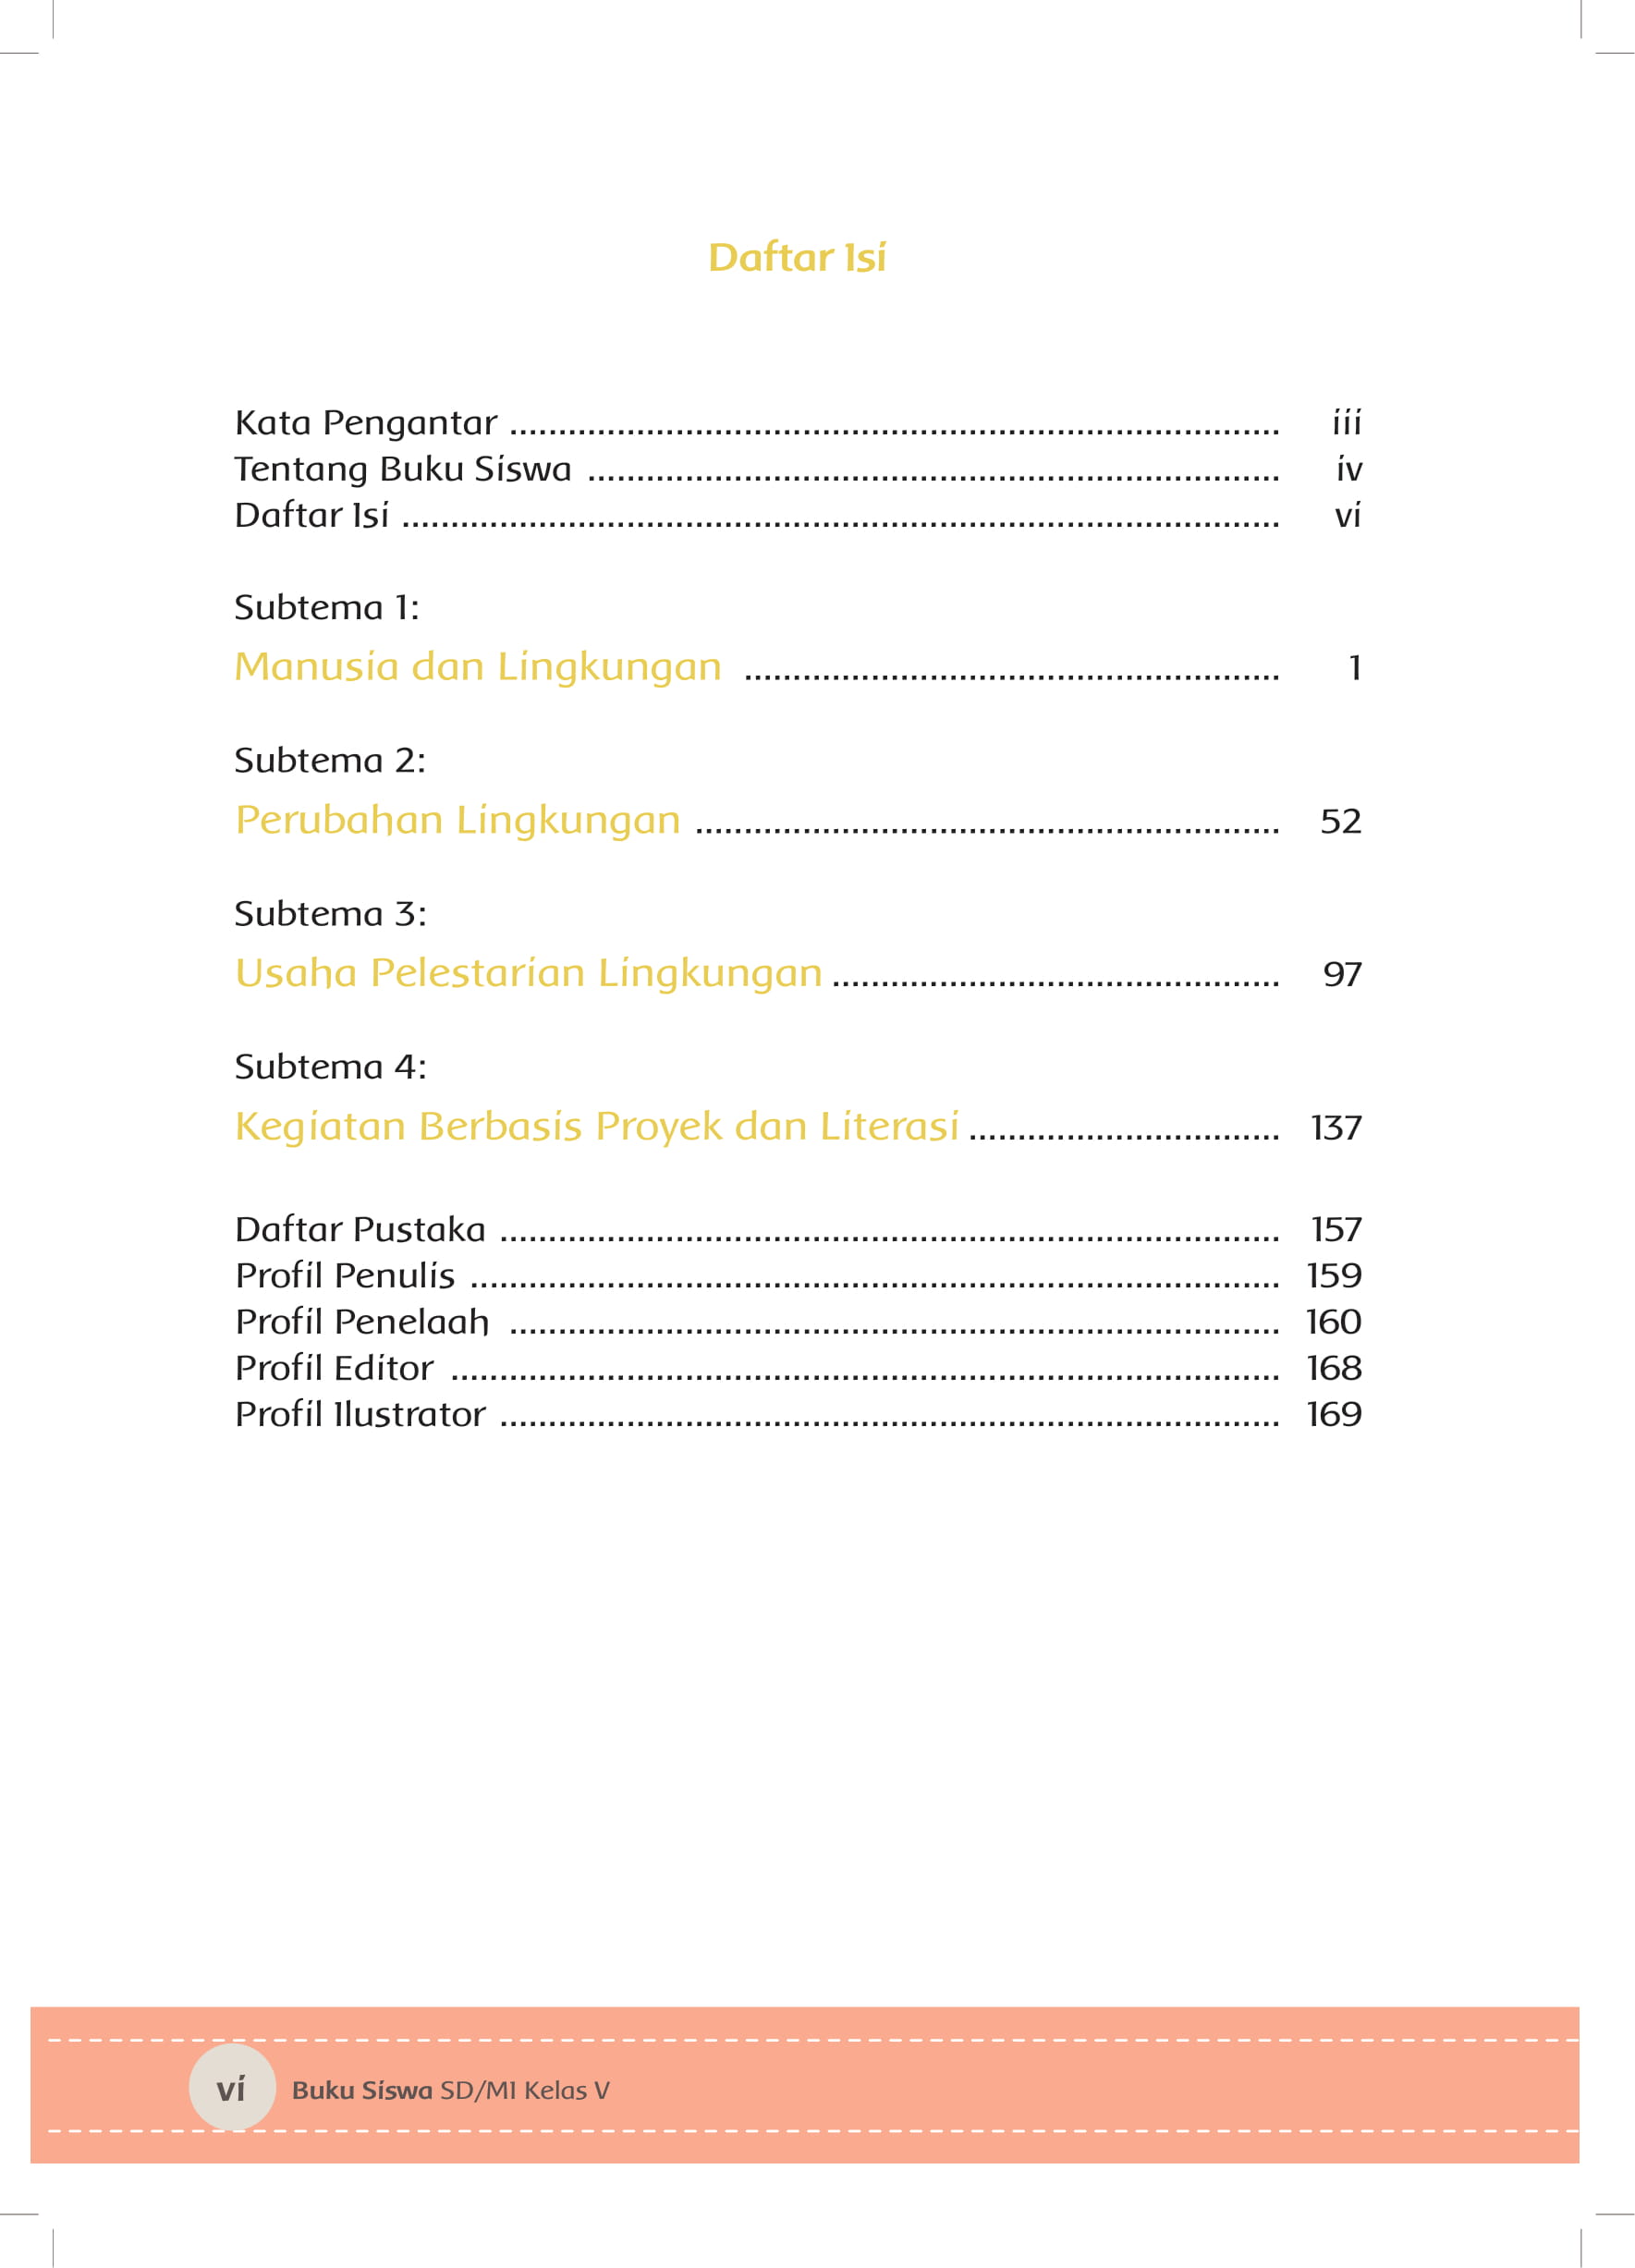 Daftar Isi
Kata Pengantar ............................................................................... iii
Tentang Buku Siswa ....................................................................... iv
Daftar Isi .......................................................................................... vi
Subtema 1:
Manusia dan Lingkungan ....................................................... 1
Subtema 2:
Perubahan Lingkungan ............................................................ 52
Subtema 3:
Usaha Pelestarian Lingkungan .............................................. 97
Subtema 4:
Kegiatan Berbasis Proyek dan Literasi ................................ 137
Daftar Pustaka ................................................................................ 157
Profil Penulis ................................................................................... 159
Profil Penelaah ............................................................................... 160
Profil Editor ..................................................................................... 168
Profil Ilustrator ................................................................................ 169
vi Buku Siswa SD/MI Kelas V